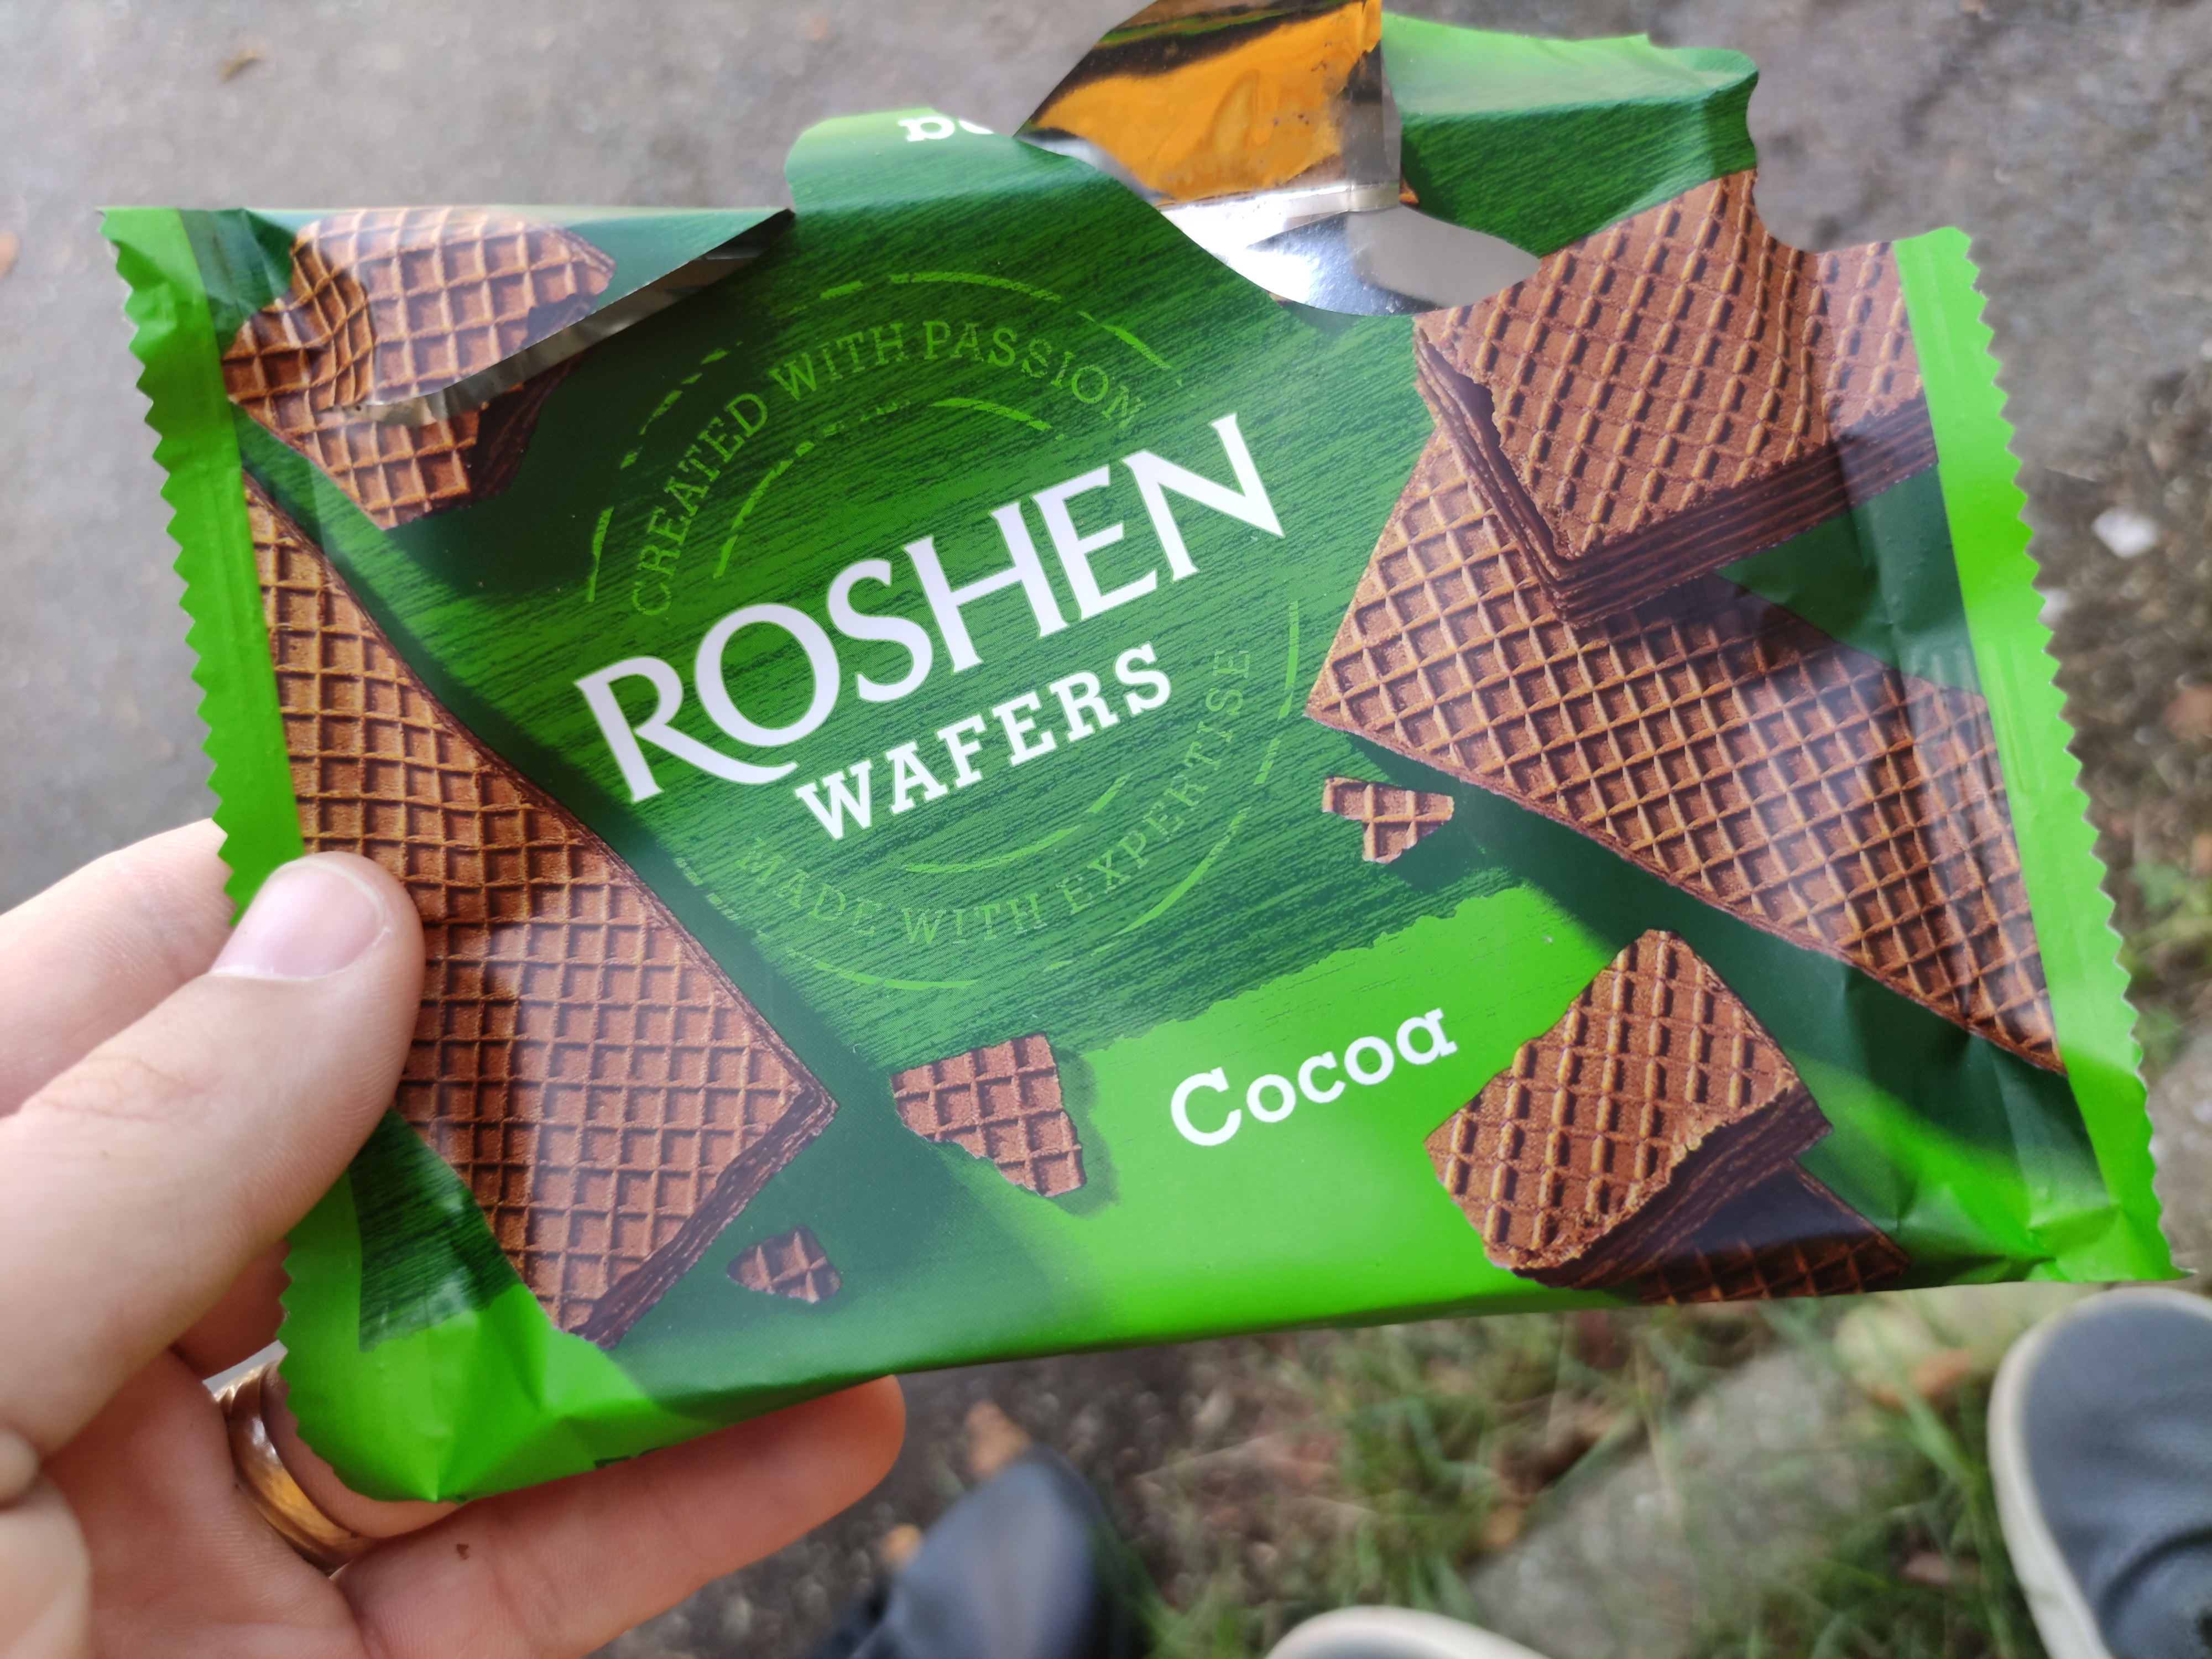 CREATED WITH PASSION
ROSHEN
WAFERS
MADE WITH EXPERTISE
Cocoa